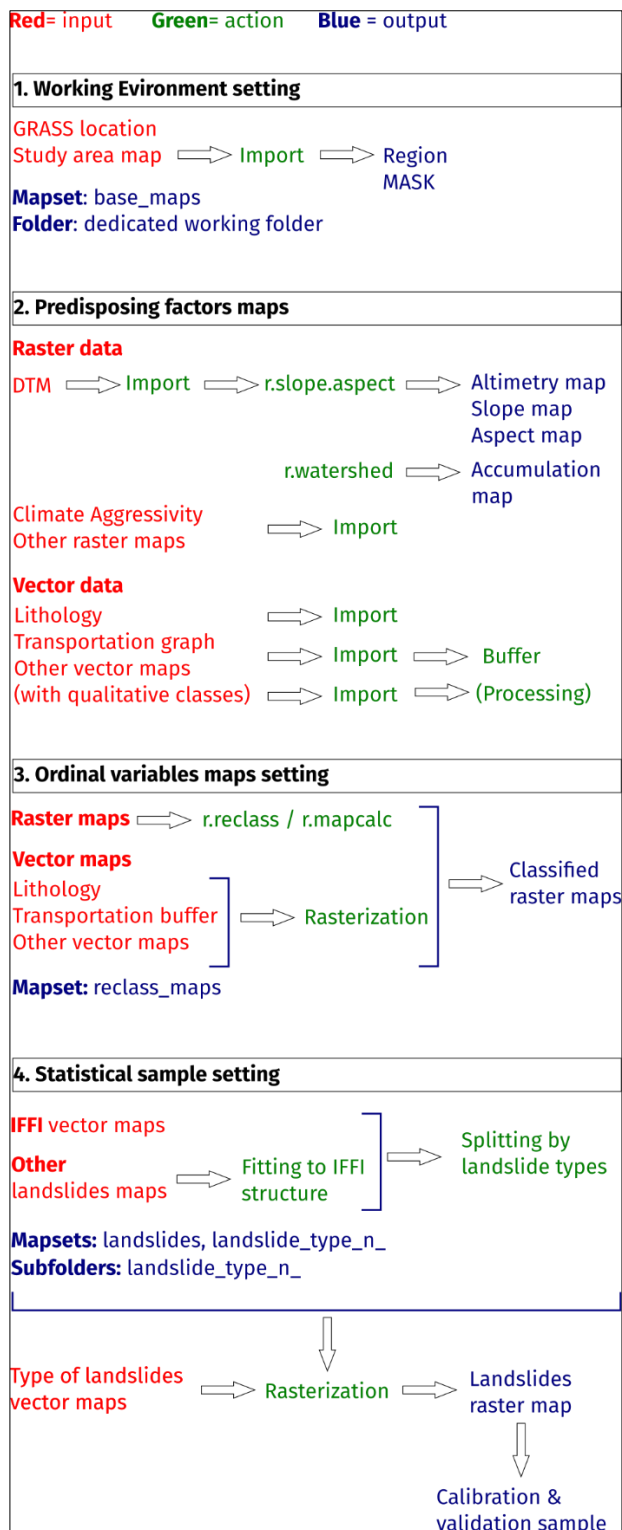 Red= input Green= action Blue = output
1. Working Evironment setting
GRASS location
Study area map Import Region
MASK
Mapset: base_maps
Folder: dedicated working folder
2. Predisposing factors maps
Raster data
DTM Import r.slope.aspect Altimetry map
Slope map
Aspect map
r.watershed Accumulation
map
Climate Aggressivity
Other raster maps Import
Vector data
Lithology Import
Transportation graph
Other vector maps Import Buffer
(with qualitative classes) Import (Processing)
3. Ordinal variables maps setting
Raster maps r.reclass / r.mapcalc
Vector maps
Lithology
Transportation buffer Rasterization
Other vector maps
Classified
raster maps
Mapset: reclass_maps
4. Statistical sample setting
IFFI vector maps
Other
landslides maps
Fitting to IFFI
structure
Splitting by
landslide types
Mapsets: landslides, landslide_type_n_
Subfolders: landslide_type_n_
Type of landslides
vector maps
Rasterization
Landslides
raster map
Calibration &
validation sample